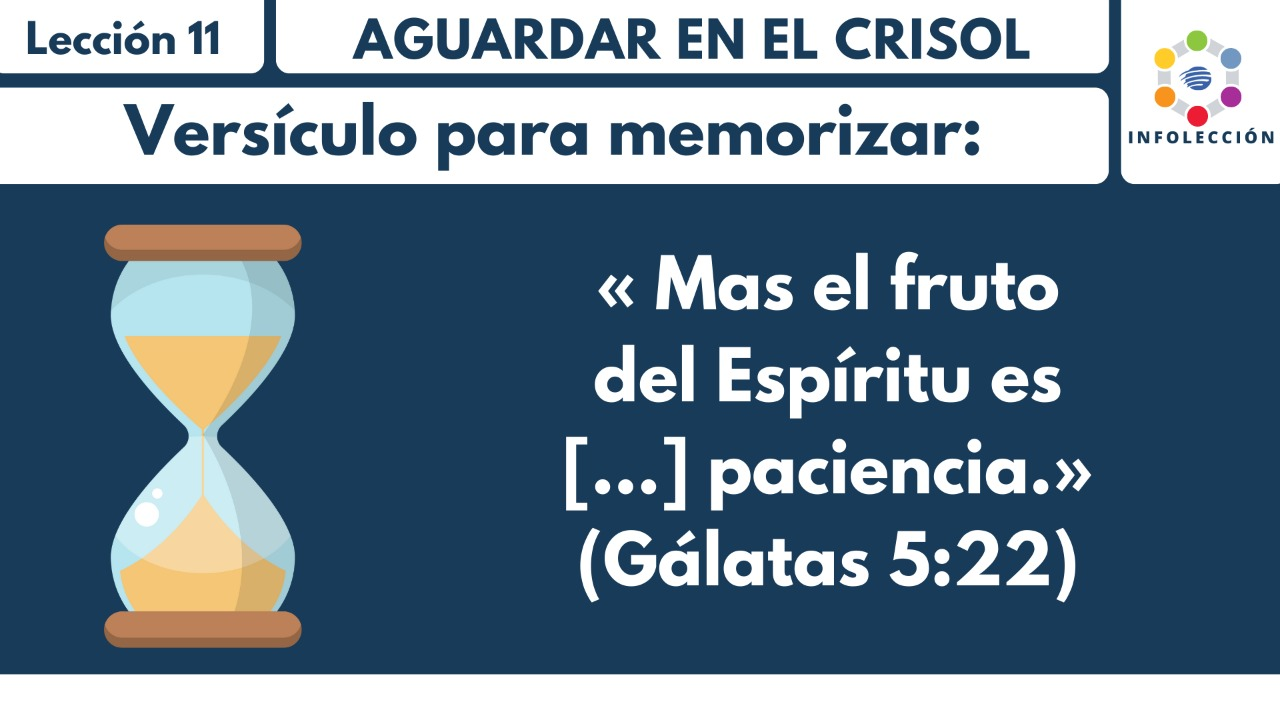 Lección 11
AGUARDAR EN EL CRISOL
INFOLECCIÓN
Versículo para memorizar:
« Mas el fruto
del Espíritu es
[...] paciencia.»
(Gálatas 5:22)